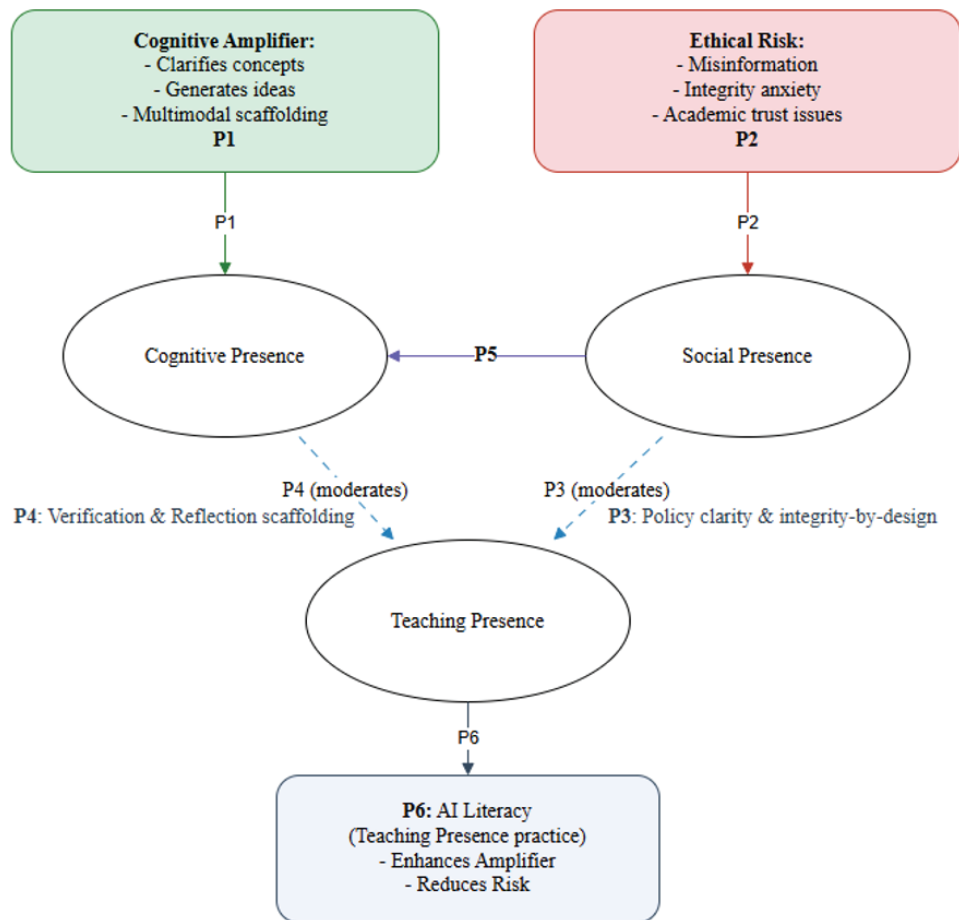 Cognitive Amplifier:
- Clarifies concepts
- Generates ideas
- Multimodal scaffolding
P1
Ethical Risk:
- Misinformation
- Integrity anxiety
- Academic trust issues
P2
P1
P2
Cognitive Presence
P5
Social Presence
P4 (moderates)
P4: Verification & Reflection scaffolding
P3 (moderates)
P3: Policy clarity & integrity-by-design
Teaching Presence
P6
P6: AI Literacy
(Teaching Presence practice)
- Enhances Amplifier
- Reduces Risk